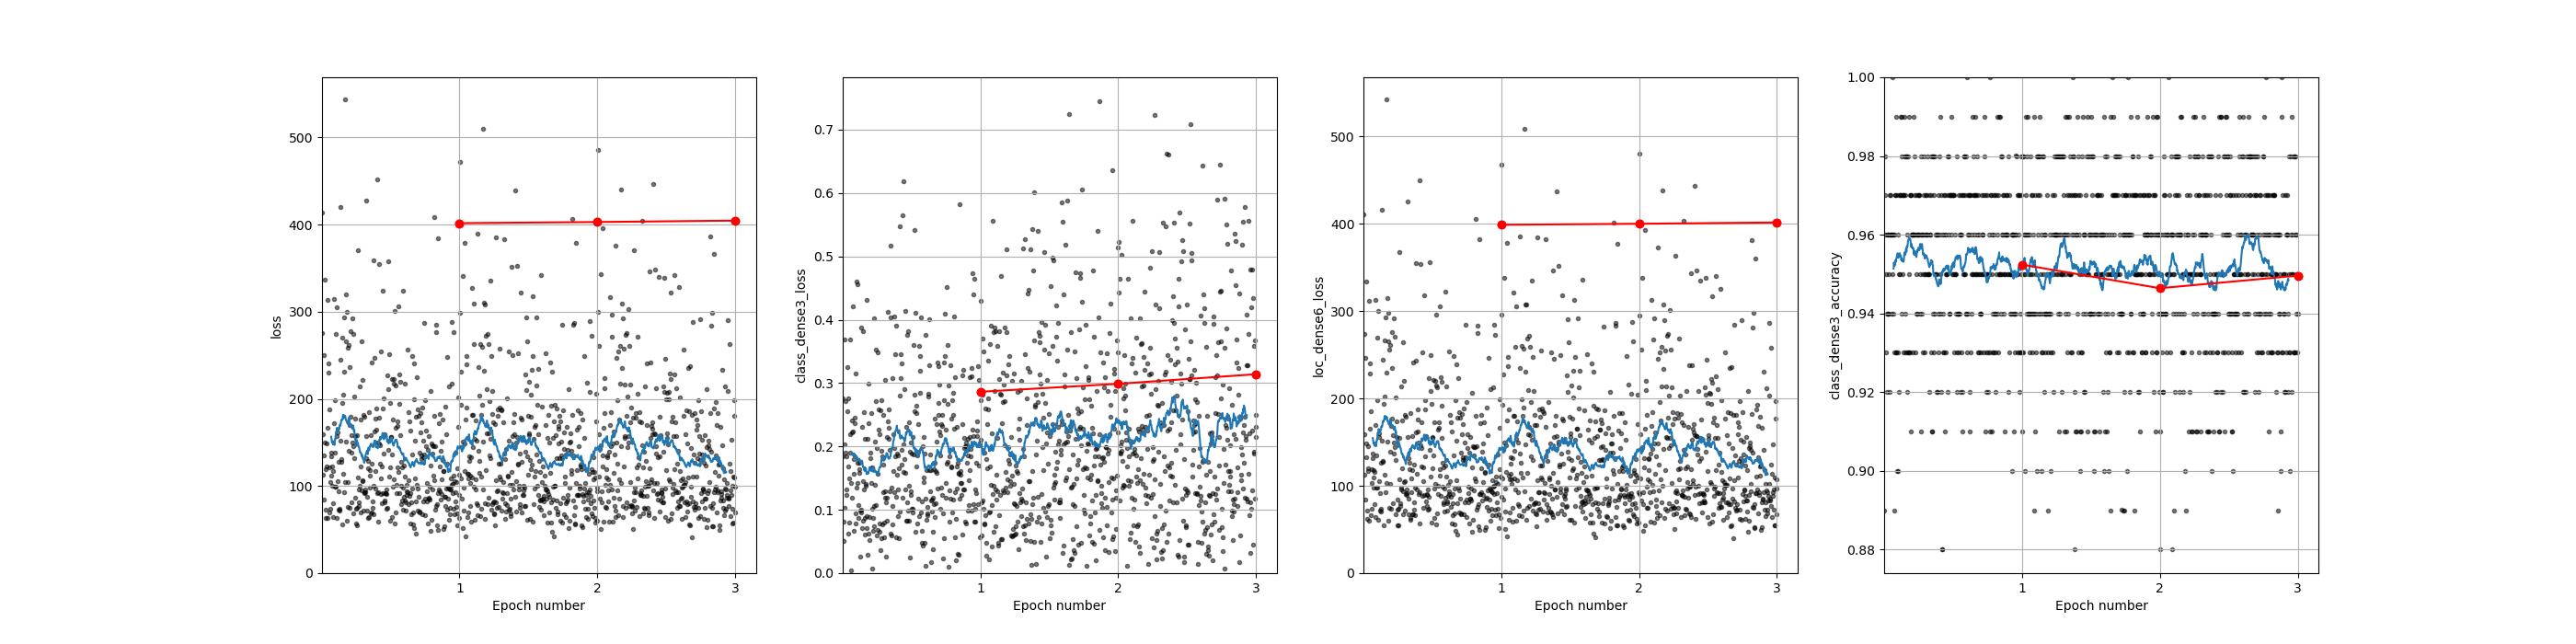 loss
500
400
300
200
100
0
1 2 3
Epoch number
class_dense3_loss
0.7
0.6
0.5
0.4
0.3
0.2
0.1
0.0
1 2 3
Epoch number
loc_dense6_loss
500
400
300
200
100
0
1 2 3
Epoch number
class_dense3_accuracy
1.00
0.98
0.96
0.94
0.92
0.90
0.88
1 2 3
Epoch number